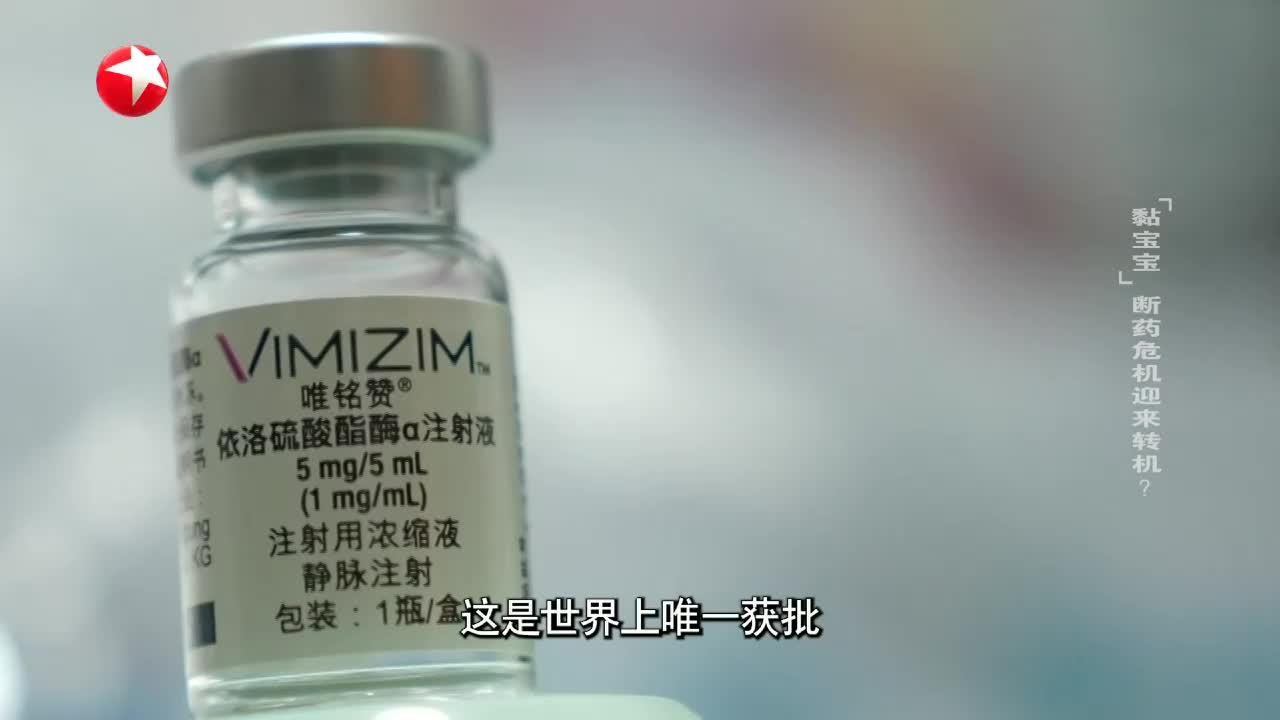 VIMIZIM™
唯铭赞®
依洛硫酸酯酶α注射液
5 mg/5 mL
(1 mg/mL)
注射用浓缩液
静脉注射
包装：1瓶/盒
这是世界上唯一获批
「黏宝宝」断药危机迎来转机？